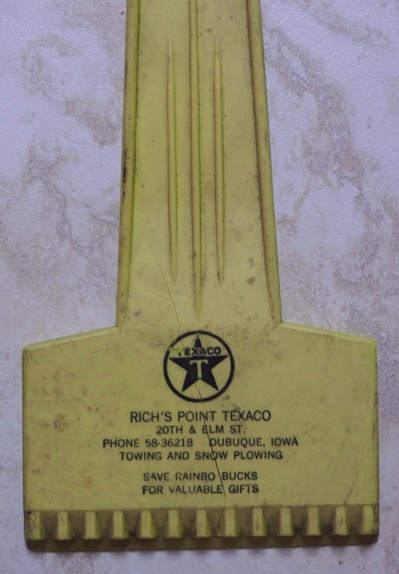 TEXACO
T
RICH'S POINT TEXACO
20TH & ELM ST.
PHONE 58-36218 DUBUQUE, IOWA
TOWING AND SNOW PLOWING
SAVE RAINBO BUCKS
FOR VALUABLE GIFTS